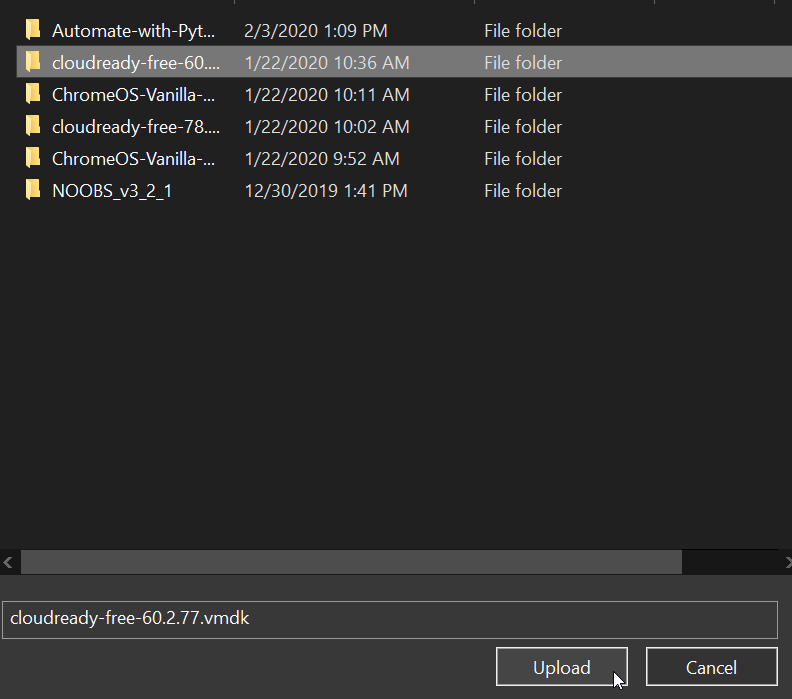 Automate-with-Pyt... 2/3/2020 1:09 PM File folder
cloudready-free-60.... 1/22/2020 10:36 AM File folder
ChromeOS-Vanilla-... 1/22/2020 10:11 AM File folder
cloudready-free-78.... 1/22/2020 10:02 AM File folder
ChromeOS-Vanilla-... 1/22/2020 9:52 AM File folder
NOOBS_v3_2_1 12/30/2019 1:41 PM File folder
cloudready-free-60.2.77.vmdk
Upload Cancel